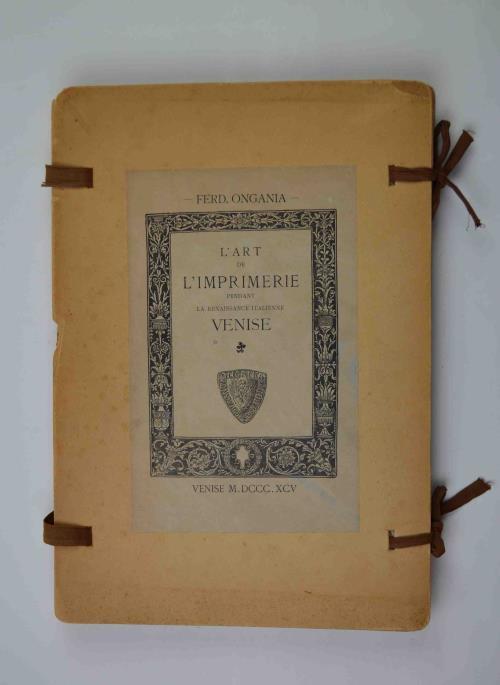 — FERD. ONGANIA —
L'ART
DE
L'IMPRIMERIE
PENDANT
LA RENAISSANCE ITALIENNE
VENISE
VENISE M.DCCC.XCV